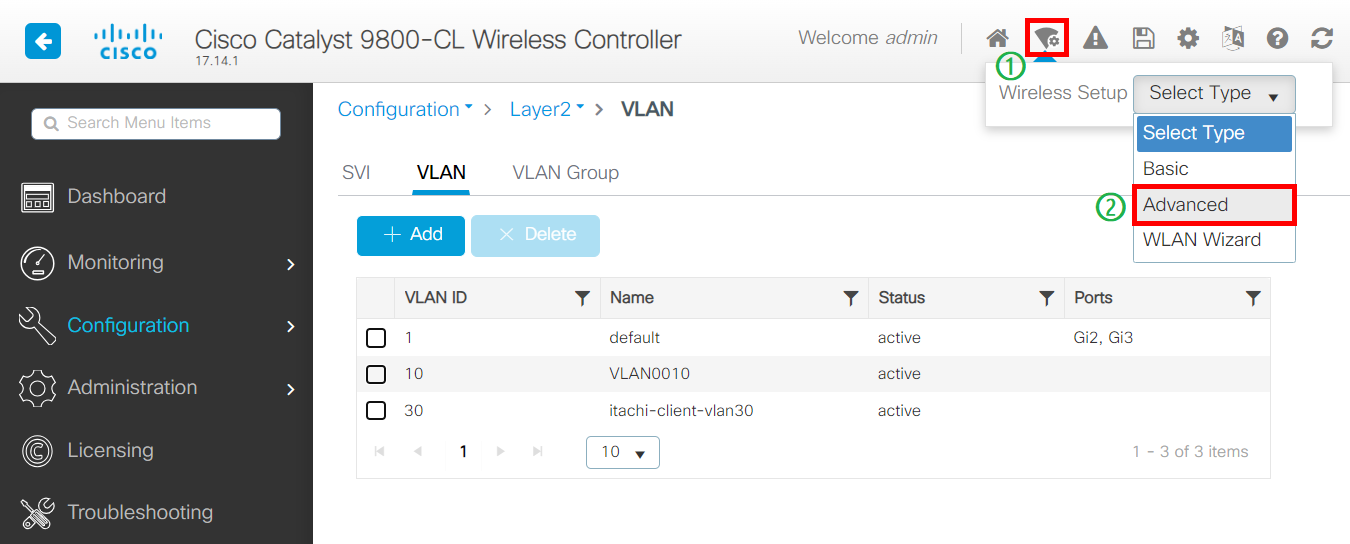 CISCO
Cisco Catalyst 9800-CL Wireless Controller
17.14.1
Welcome admin
①
Wireless Setup Select Type
Select Type
Basic
② Advanced
WLAN Wizard
Search Menu Items
Dashboard
Monitoring
Configuration
Administration
Licensing
Troubleshooting
Configuration > Layer2 > VLAN
SVI VLAN VLAN Group
+ Add × Delete
VLAN ID Name Status Ports
1 default active Gi2, Gi3
10 VLAN0010 active
30 itachi-client-vlan30 active
1 10 1 - 3 of 3 items